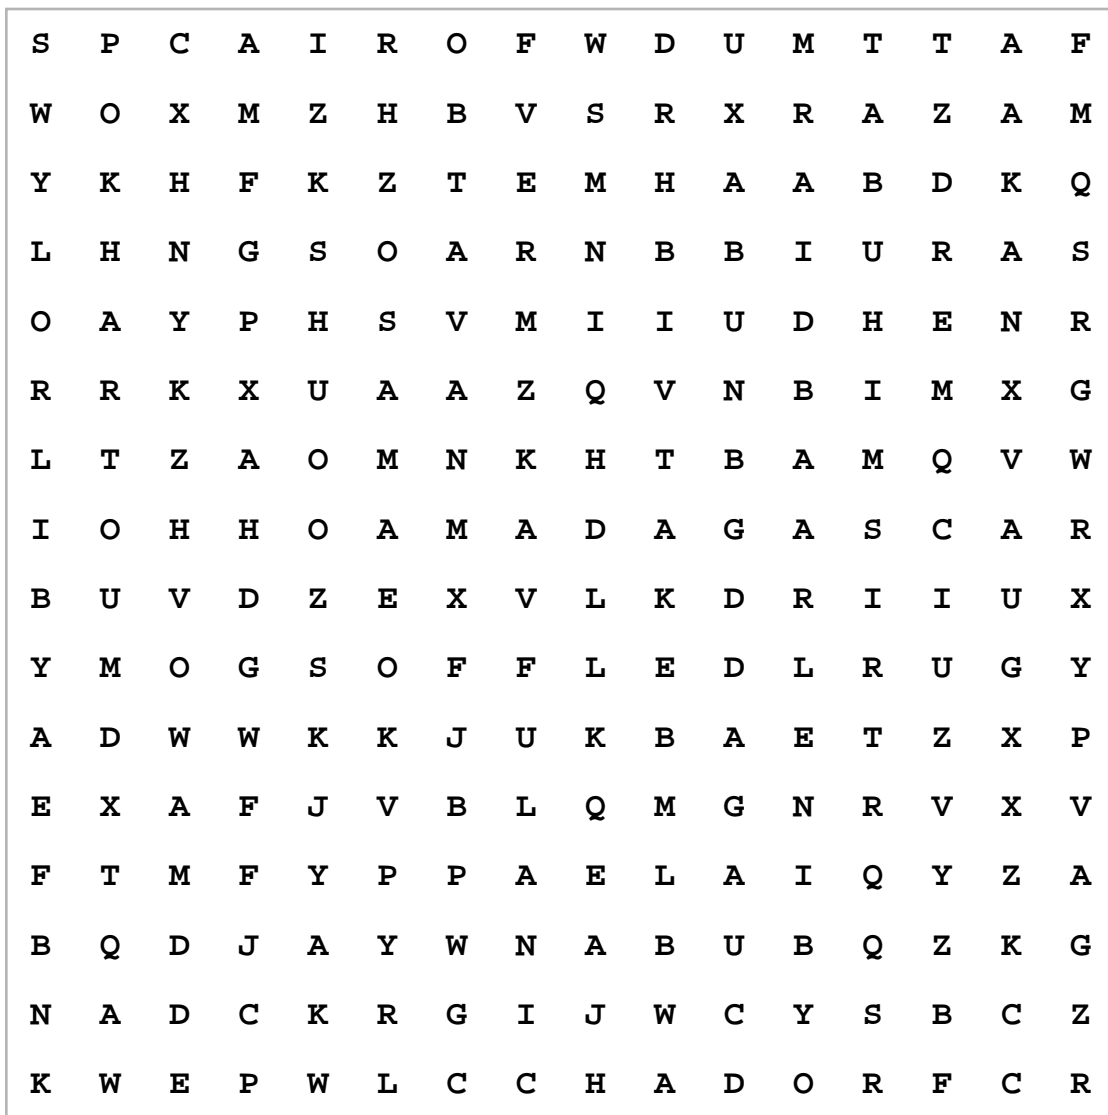 S P C A I R O F W D U M T T A F
W O X M Z H B V S R X R A Z A M
Y K H F K Z T E M H A A B D K Q
L H N G S O A R N B B I U R A S
O A Y P H S V M I I U D H E N R
R R K X U A A Z Q V N B I M X G
L T Z A O M N K H T B A M Q V W
I O H H O A M A D A G A S C A R
B U V D Z E X V L K D R I I U X
Y M O G S O F F L E D L R U G Y
A D W W K K J U K B A E T Z X P
E X A F J V B L Q M G N R V X V
F T M F Y P P A E L A I Q Y Z A
B Q D J A Y W N A B U B Q Z K G
N A D C K R G I J W C Y S B C Z
K W E P W L C C H A D O R F C R